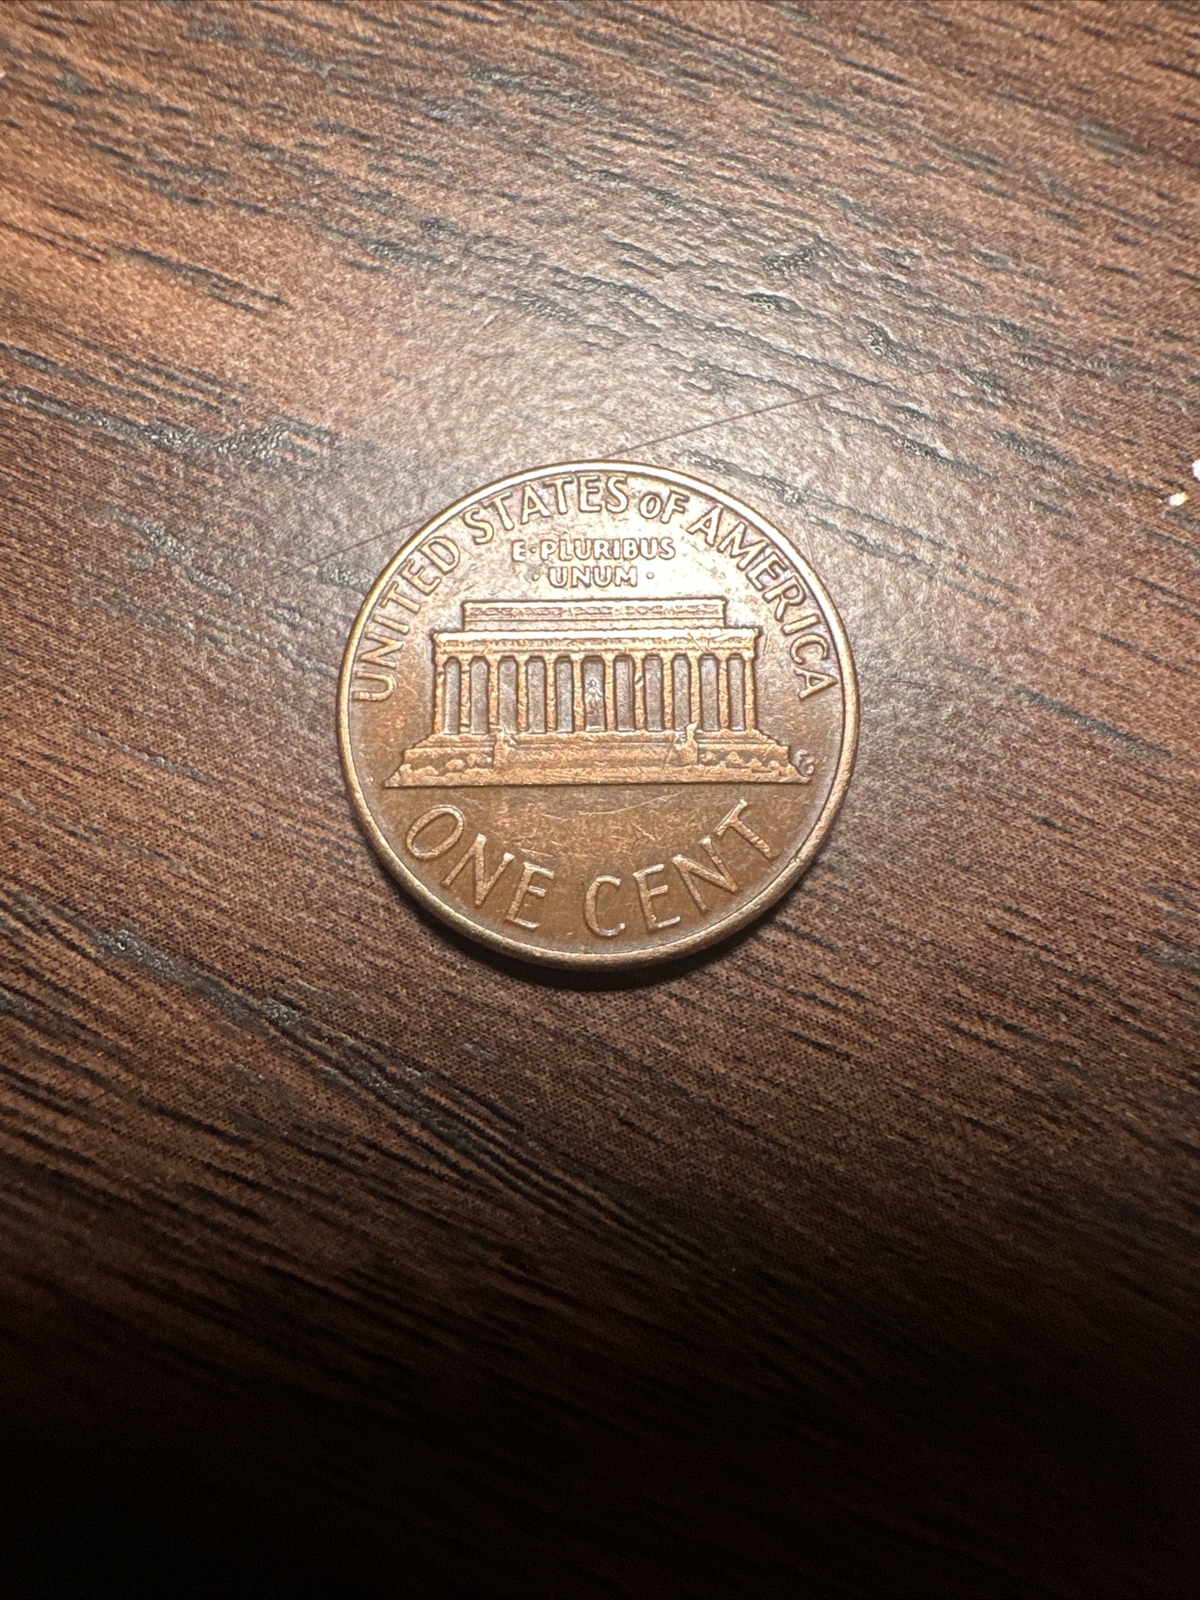 UNITED STATES OF AMERICA
E·PLURIBUS
·UNUM·
ONE CENT